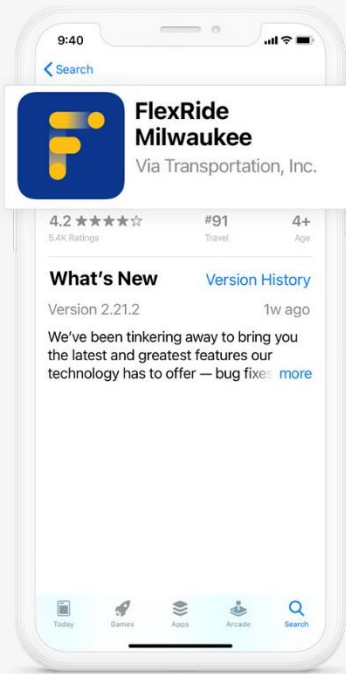 9:40
Search
FlexRide
Milwaukee
Via Transportation, Inc.
4.2 ★★★★☆ #91 4+
5.4K Ratings Travel Age
What's New Version History
Version 2.21.2 1w ago
We've been tinkering away to bring you
the latest and greatest features our
technology has to offer — bug fixes more
Today Games Apps Arcade Search